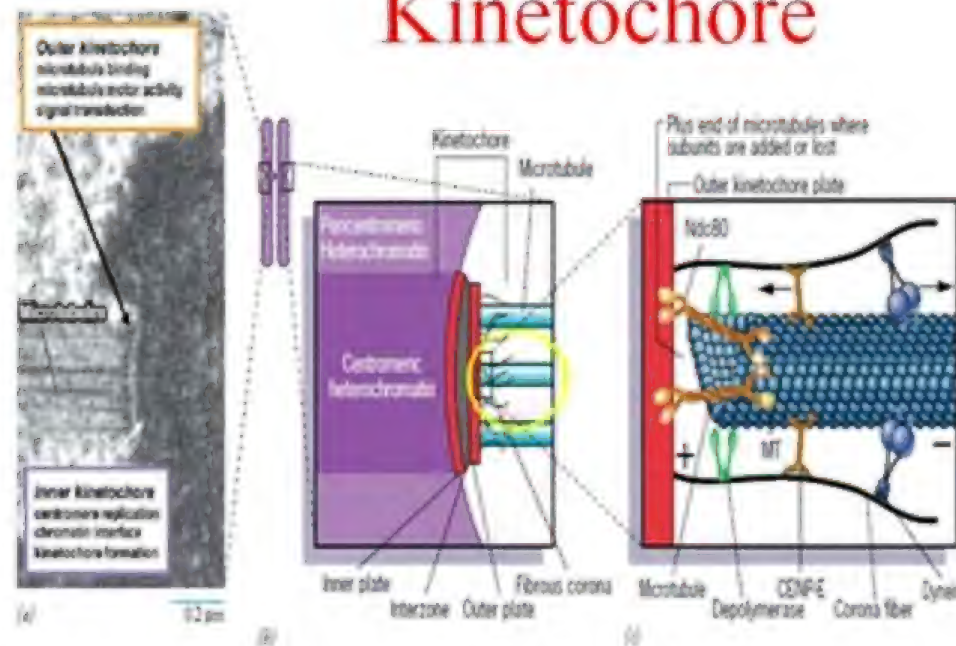 Kinetochore
Outer kinetochore
microtubule binding
microtubule motor activity
signal transduction
Inner kinetochore
centromere replication
chromatin interface
kinetochore formation
(a)
0.2 µm
Kinetochore
Microtubule
Pericentromeric
Heterochromatin
Centromeric
heterochromatin
Inner plate
Interzone
Outer plate
Fibrous corona
(b)
Plus end of microtubules where
subunits are added or lost
Outer kinetochore plate
Ndc80
+
MT
−
Microtubule
Depolymerase
CENP-E
Corona fiber
(c)